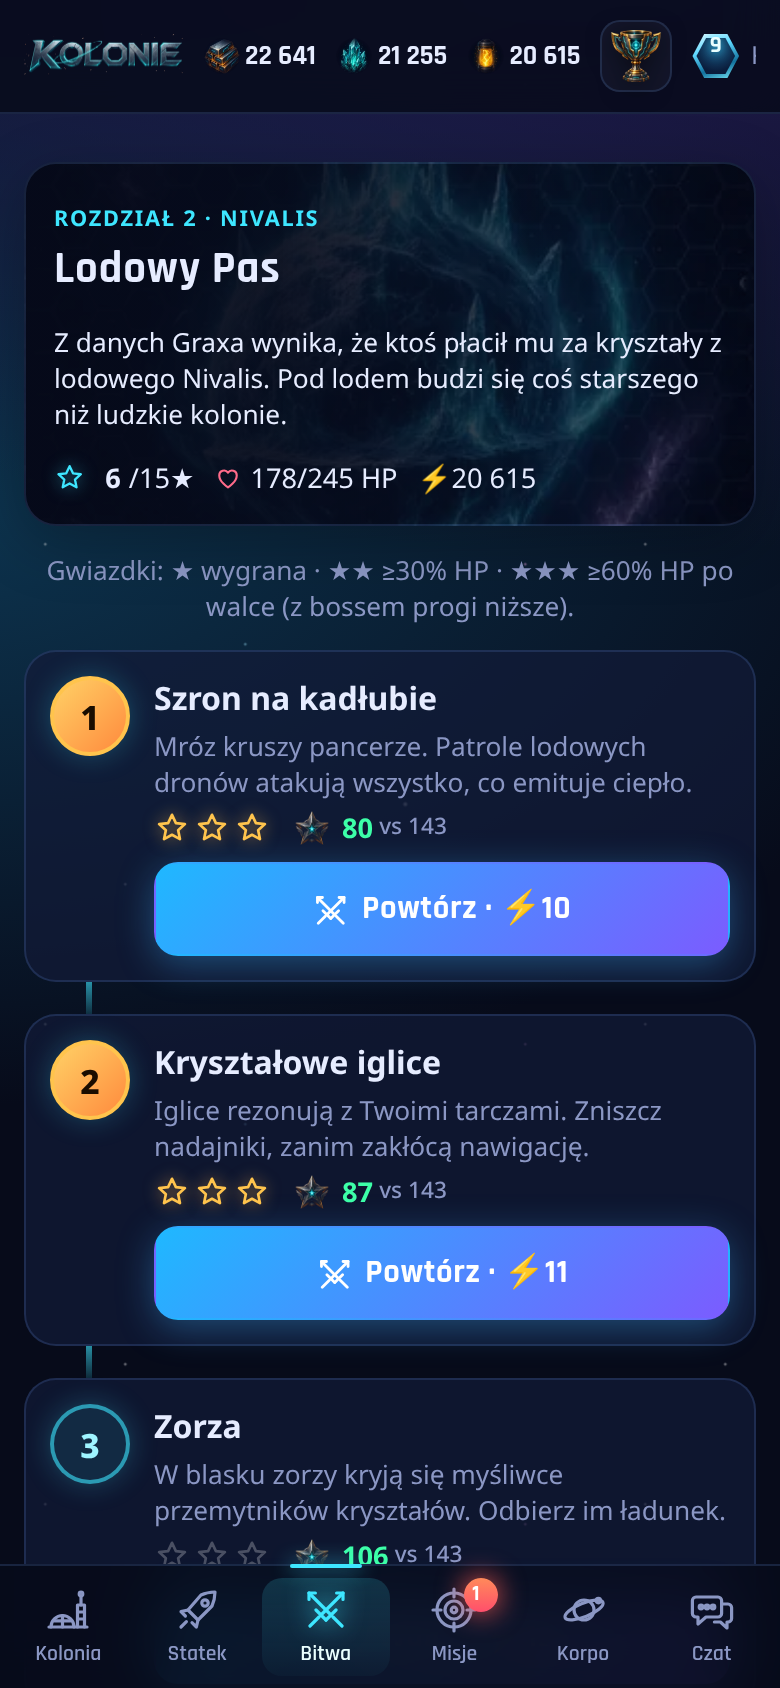 KOLONIE 22 641 21 255 20 615 9
ROZDZIAŁ 2 · NIVALIS
Lodowy Pas
Z danych Graxa wynika, że ktoś płacił mu za kryształy z
lodowego Nivalis. Pod lodem budzi się coś starszego
niż ludzkie kolonie.
6 /15★ 178/245 HP ⚡20 615
Gwiazdki: ★ wygrana · ★★ ≥30% HP · ★★★ ≥60% HP po
walce (z bossem progi niższe).
1
Szron na kadłubie
Mróz kruszy pancerze. Patrole lodowych
dronów atakują wszystko, co emituje ciepło.
80 vs 143
Powtórz · ⚡10
2
Kryształowe iglice
Iglice rezonują z Twoimi tarczami. Zniszcz
nadajniki, zanim zakłócą nawigację.
87 vs 143
Powtórz · ⚡11
3
Zorza
W blasku zorzy kryją się myśliwce
przemytników kryształów. Odbierz im ładunek.
106 vs 143
1
Kolonia Statek Bitwa Misje Korpo Czat